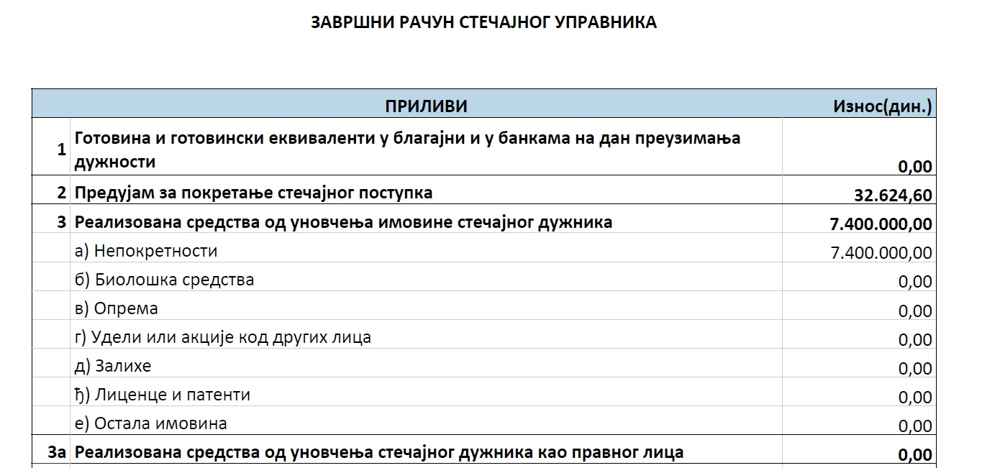 ЗАВРШНИ РАЧУН СТЕЧАЈНОГ УПРАВНИКА
ПРИЛИВИ Износ(дин.)
1 Готовина и готовински еквиваленти у благајни и у банкама на дан преузимања
дужности 0,00
2 Предујам за покретање стечајног поступка 32.624,60
3 Реализована средства од уновчења имовине стечајног дужника 7.400.000,00
а) Непокретности 7.400.000,00
б) Биолошка средства 0,00
в) Опрема 0,00
г) Удели или акције код других лица 0,00
д) Залихе 0,00
ђ) Лиценце и патенти 0,00
е) Остала имовина 0,00
3а Реализована средства од уновчења стечајног дужника као правног лица 0,00